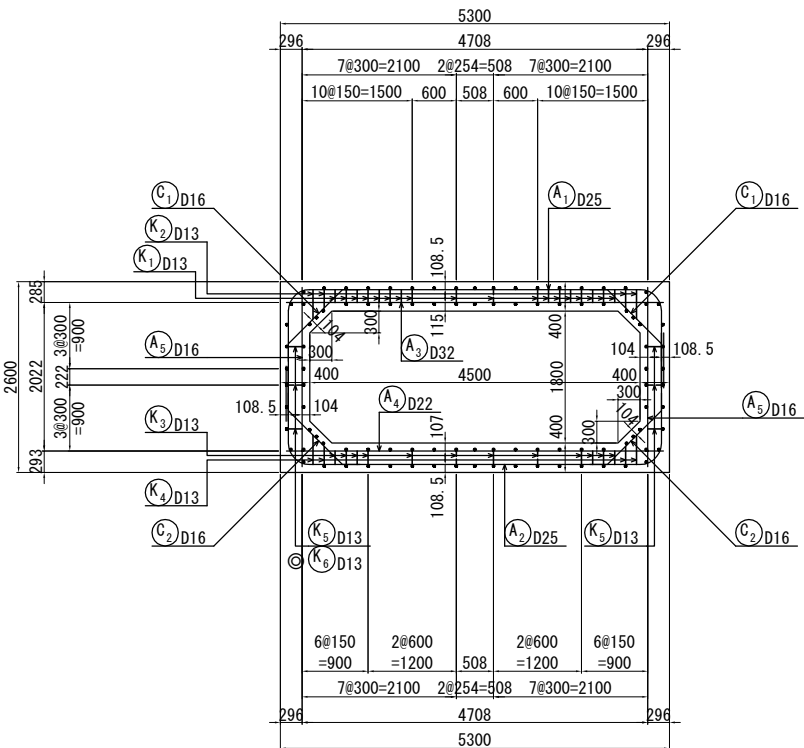 5300
296 4708 296
7@300=2100 2@254=508 7@300=2100
10@150=1500 600 508 600 10@150=1500
C1 D16
K2 D13
K1 D13
A1 D25
C1 D16
108.5
285
3@300
=900
2600
2022
222
3@300
=900
293
104
300
300
115
A3 D32
400
A5 D16
400 4500 400
1800
104 108.5
300
A5 D16
108.5 104
A4 D22
107
104
300
400
K3 D13
K4 D13
C2 D16
108.5
K5 D13
◎ K6 D13
A2 D25
K5 D13
C2 D16
6@150
=900
2@600
=1200
508
2@600
=1200
6@150
=900
7@300=2100 2@254=508 7@300=2100
296 4708 296
5300